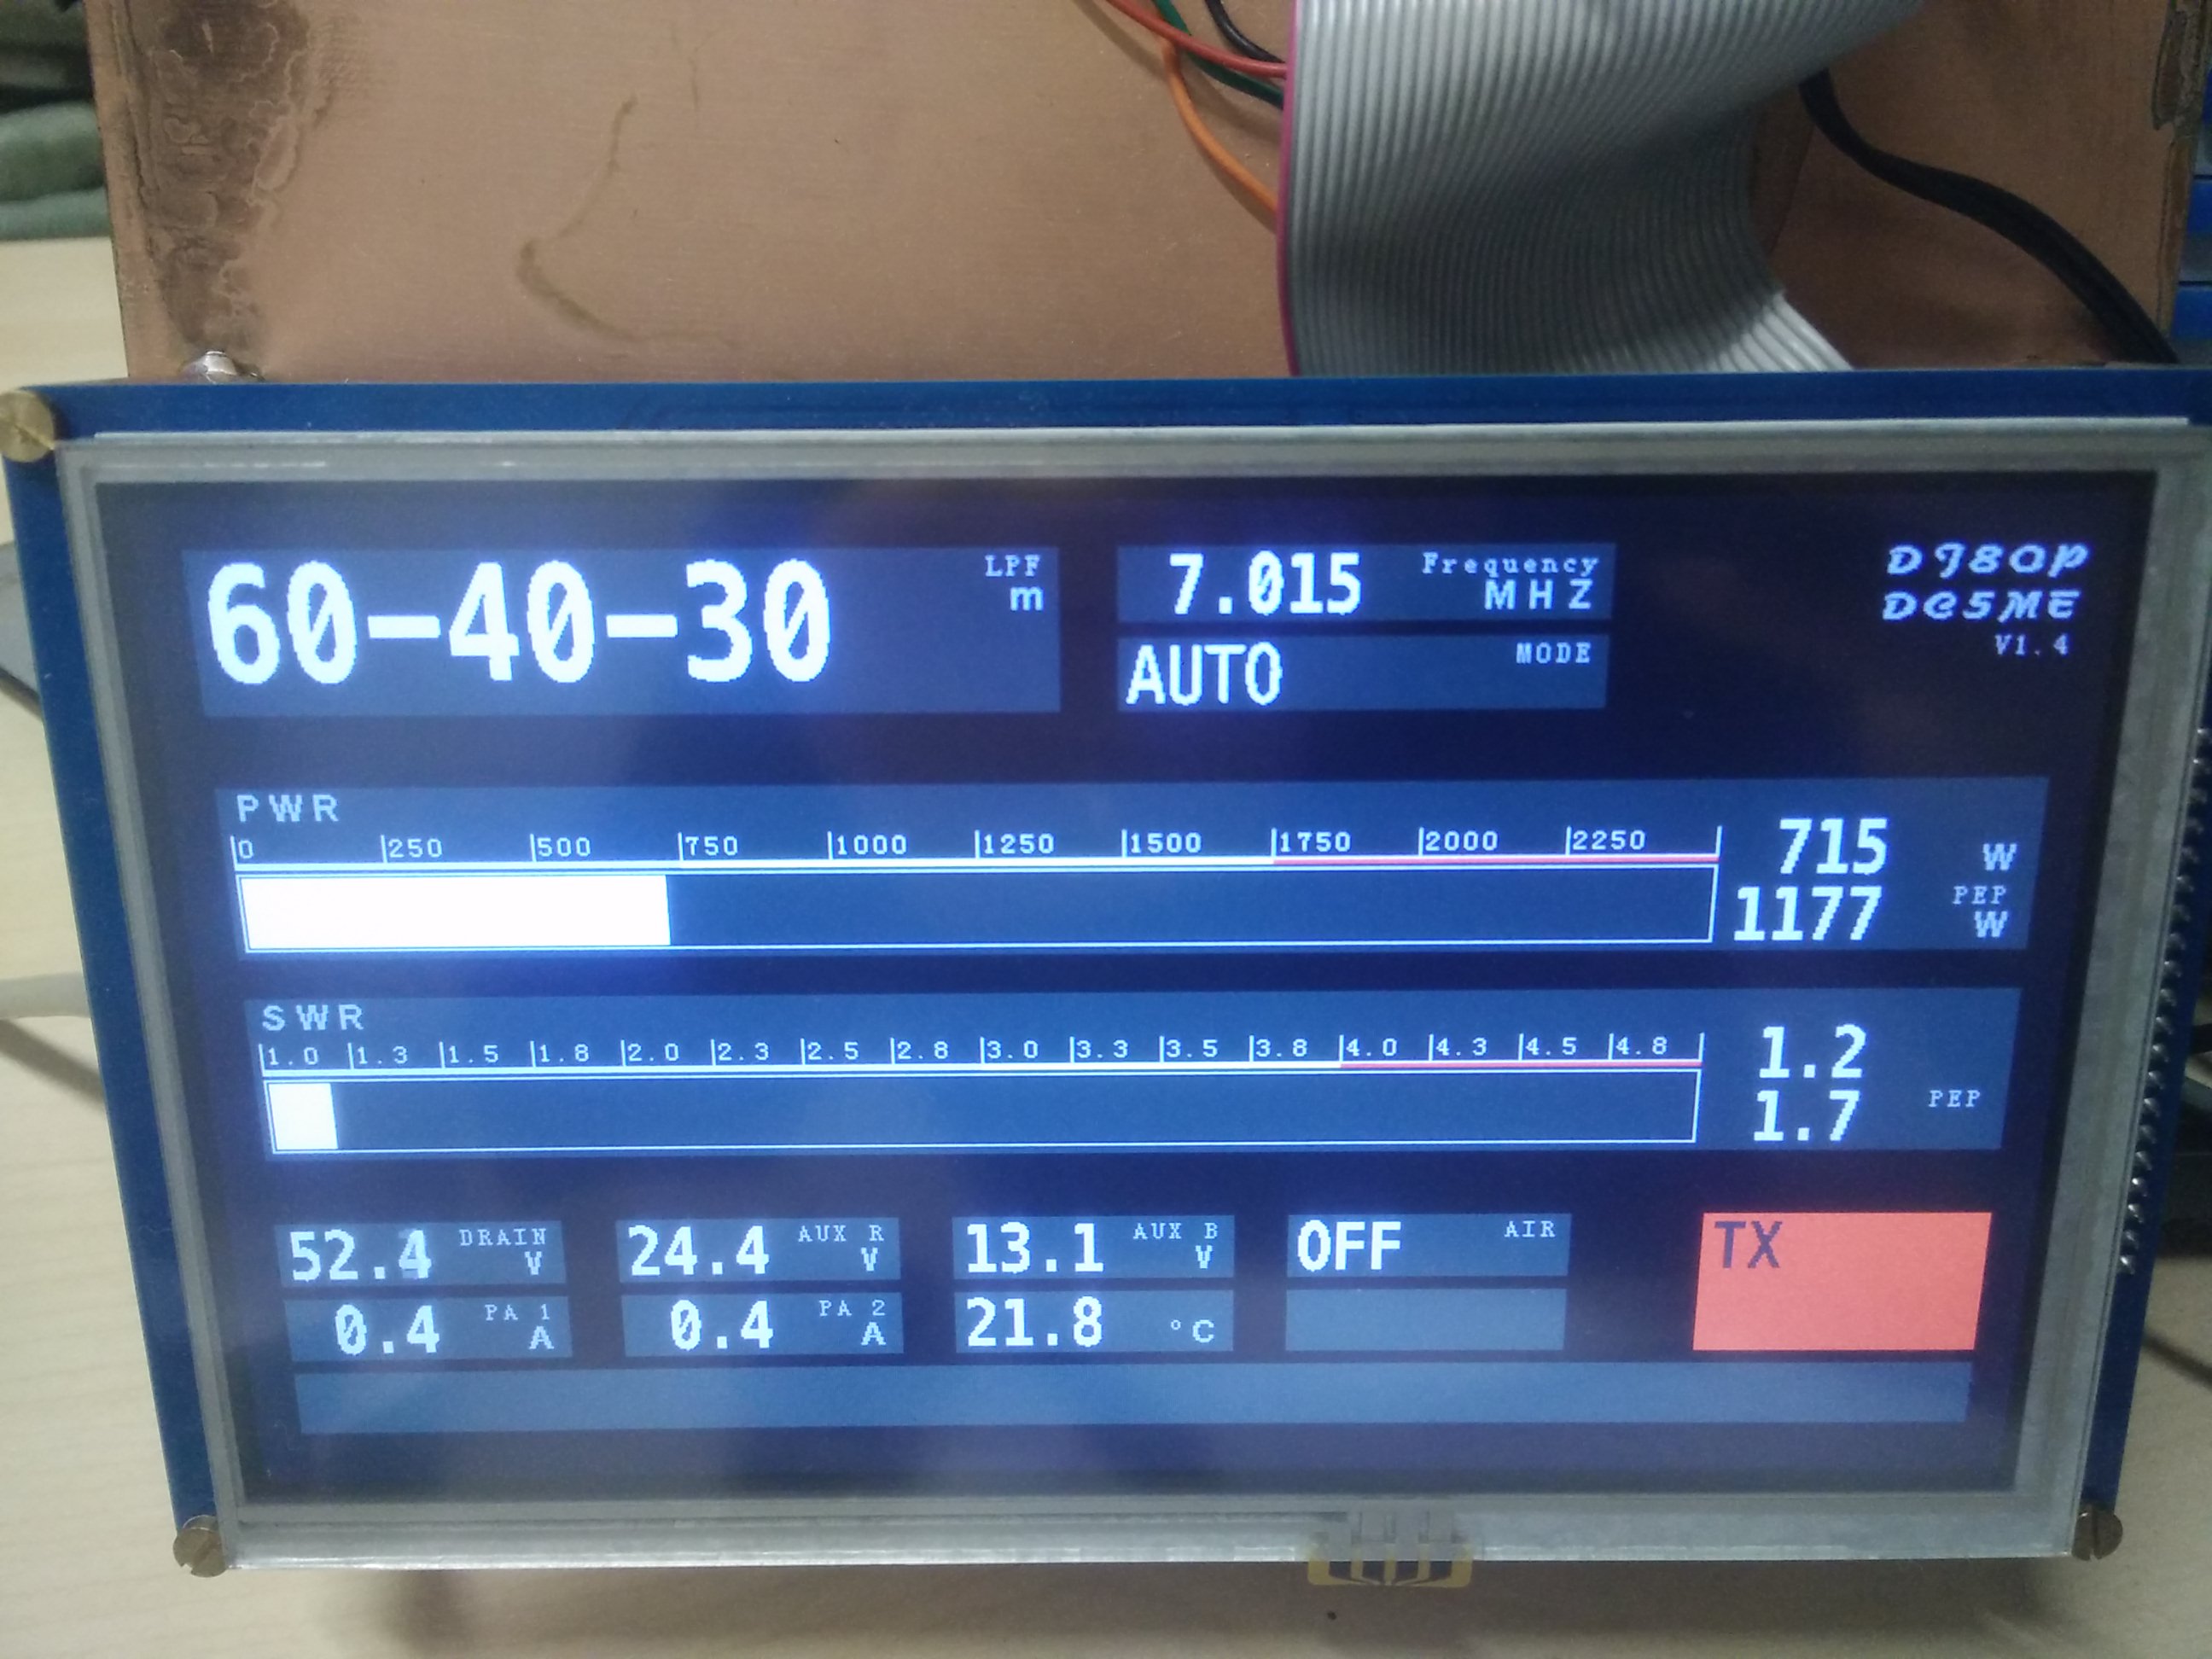 60-40-30 LPF m
7.015 Frequency MHZ
AUTO MODE
DJ8OP
DC5ME
V1.4
PWR
0 250 500 750 1000 1250 1500 1750 2000 2250
715 W
1177 PEP W
SWR
1.0 1.3 1.5 1.8 2.0 2.3 2.5 2.8 3.0 3.3 3.5 3.8 4.0 4.3 4.5 4.8
1.2
1.7 PEP
52.4 DRAIN V
24.4 AUX R V
13.1 AUX B V
OFF AIR
TX
0.4 PA 1 A
0.4 PA 2 A
21.8 °C